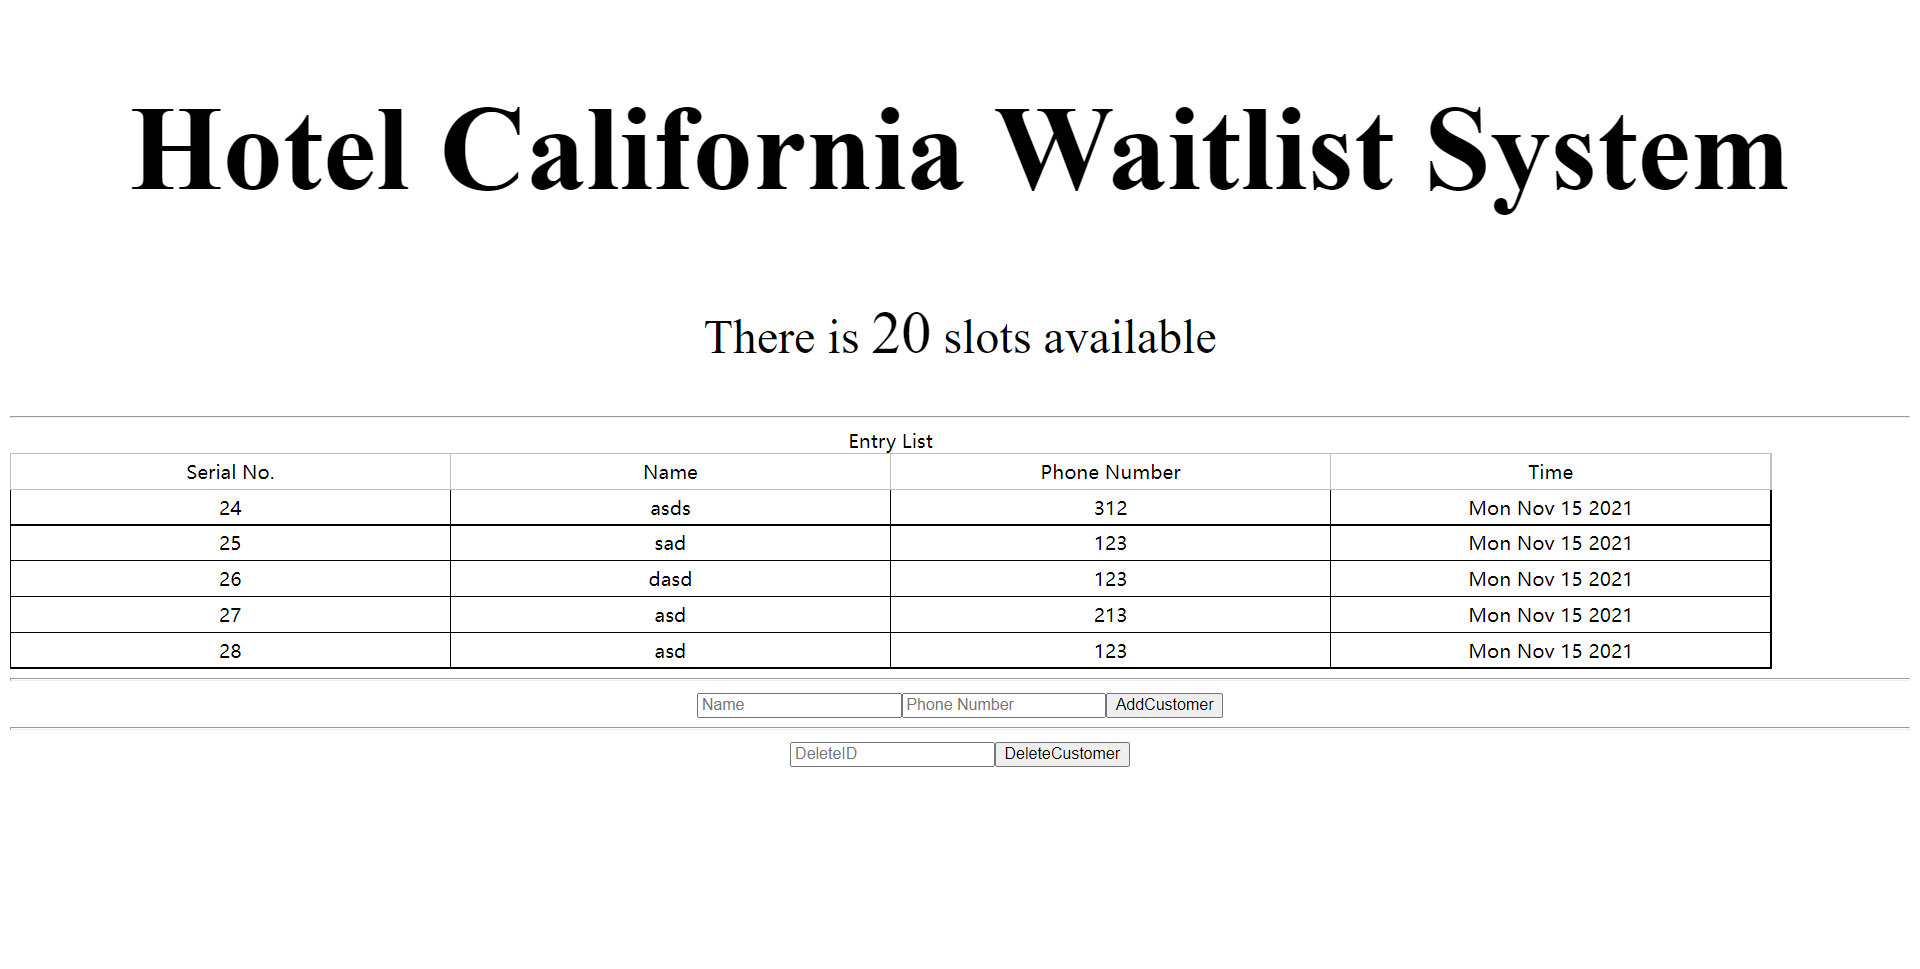 Hotel California Waitlist System
There is 20 slots available
Entry List
Serial No. Name Phone Number Time
24 asds 312 Mon Nov 15 2021
25 sad 123 Mon Nov 15 2021
26 dasd 123 Mon Nov 15 2021
27 asd 213 Mon Nov 15 2021
28 asd 123 Mon Nov 15 2021
Name Phone Number AddCustomer
DeleteID DeleteCustomer